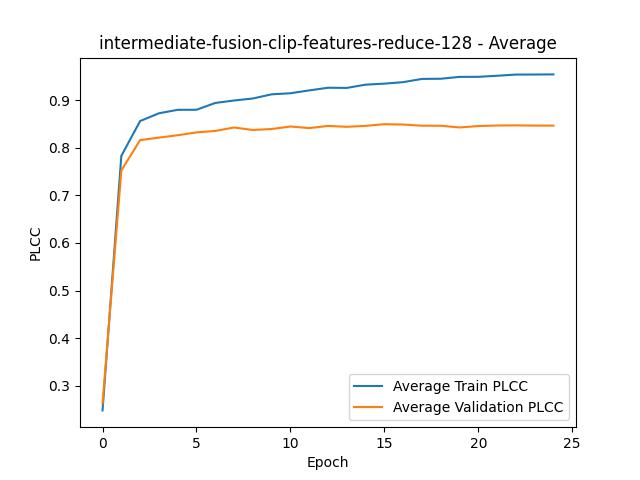 intermediate-fusion-clip-features-reduce-128 - Average
0.9
0.8
0.7
0.6
0.5
0.4
0.3
PLCC
Average Train PLCC
Average Validation PLCC
0 5 10 15 20 25
Epoch